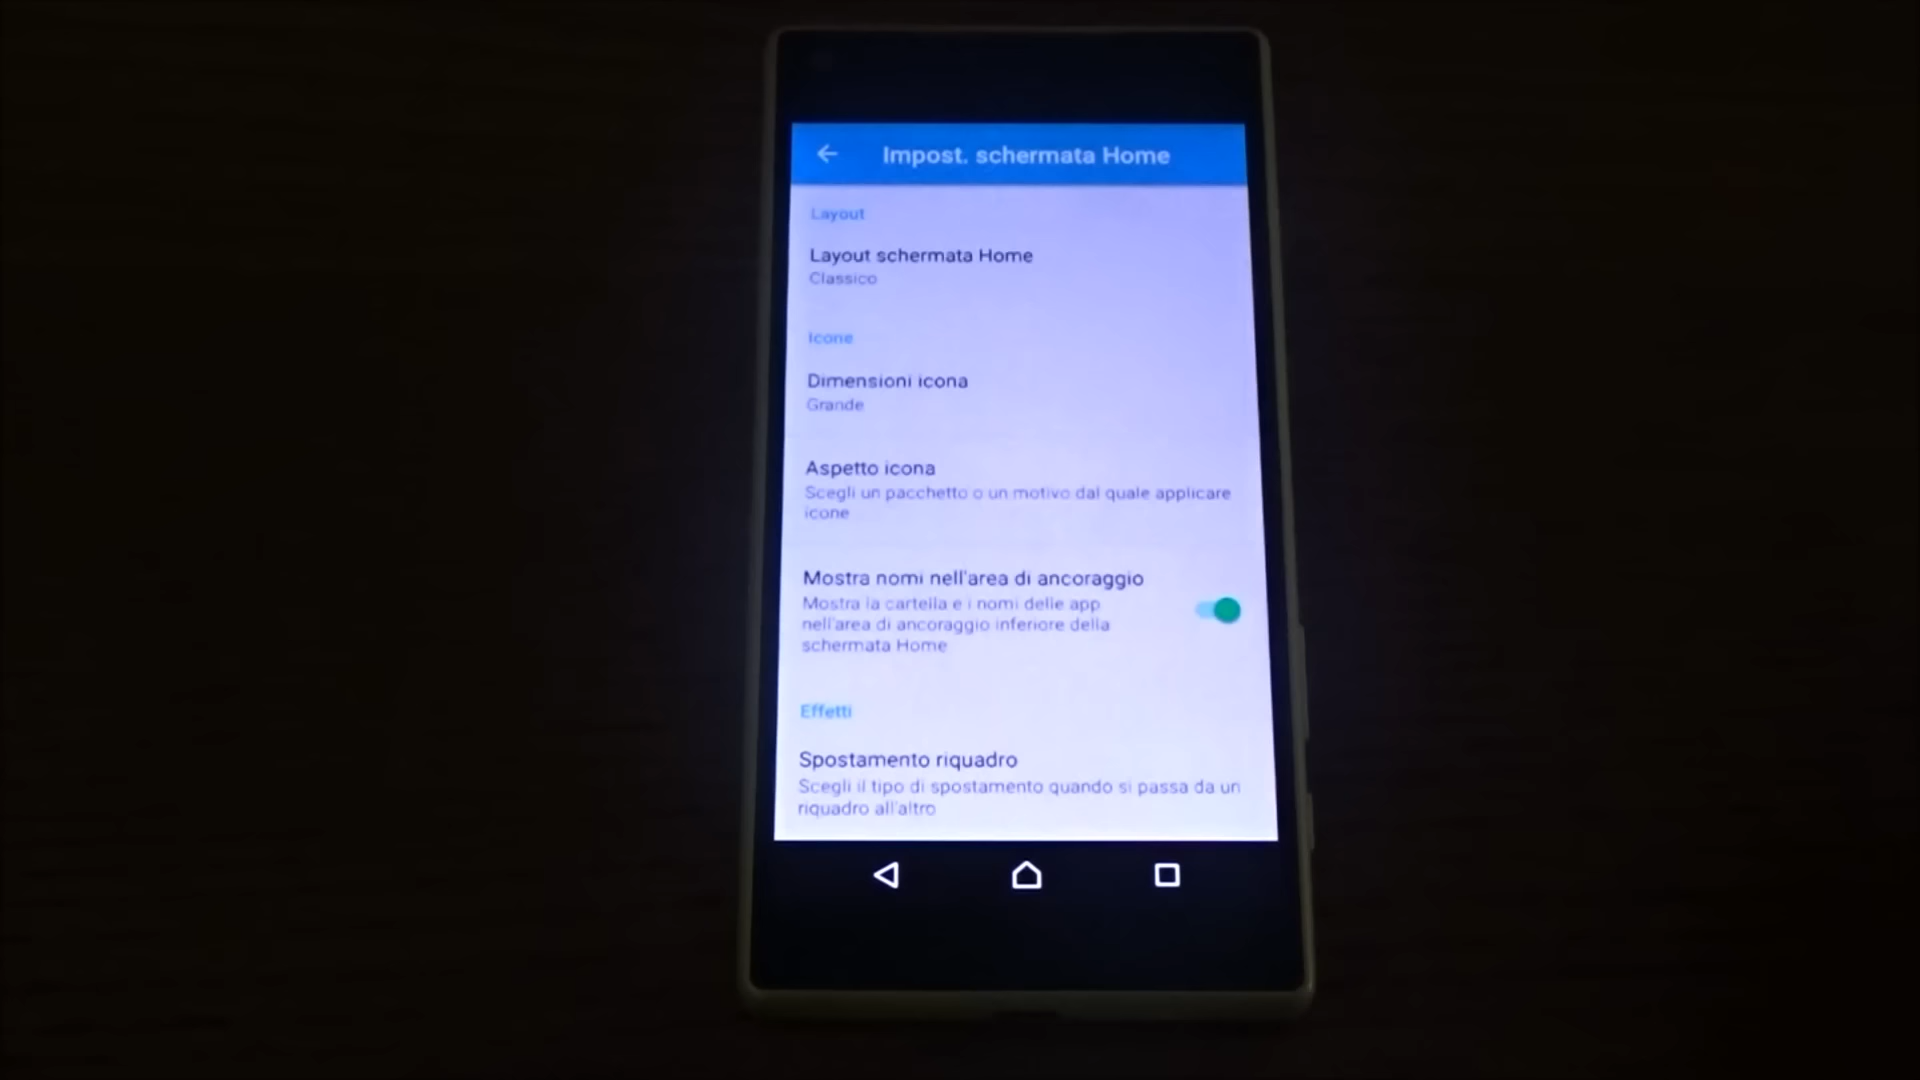 Impost. schermata Home
Layout
Layout schermata Home
Classico
Icone
Dimensioni icona
Grande
Aspetto icona
Scegli un pacchetto o un motivo dal quale applicare
icone
Mostra nomi nell'area di ancoraggio
Mostra la cartella e i nomi delle app
nell'area di ancoraggio inferiore della
schermata Home
Effetti
Spostamento riquadro
Scegli il tipo di spostamento quando si passa da un
riquadro all'altro